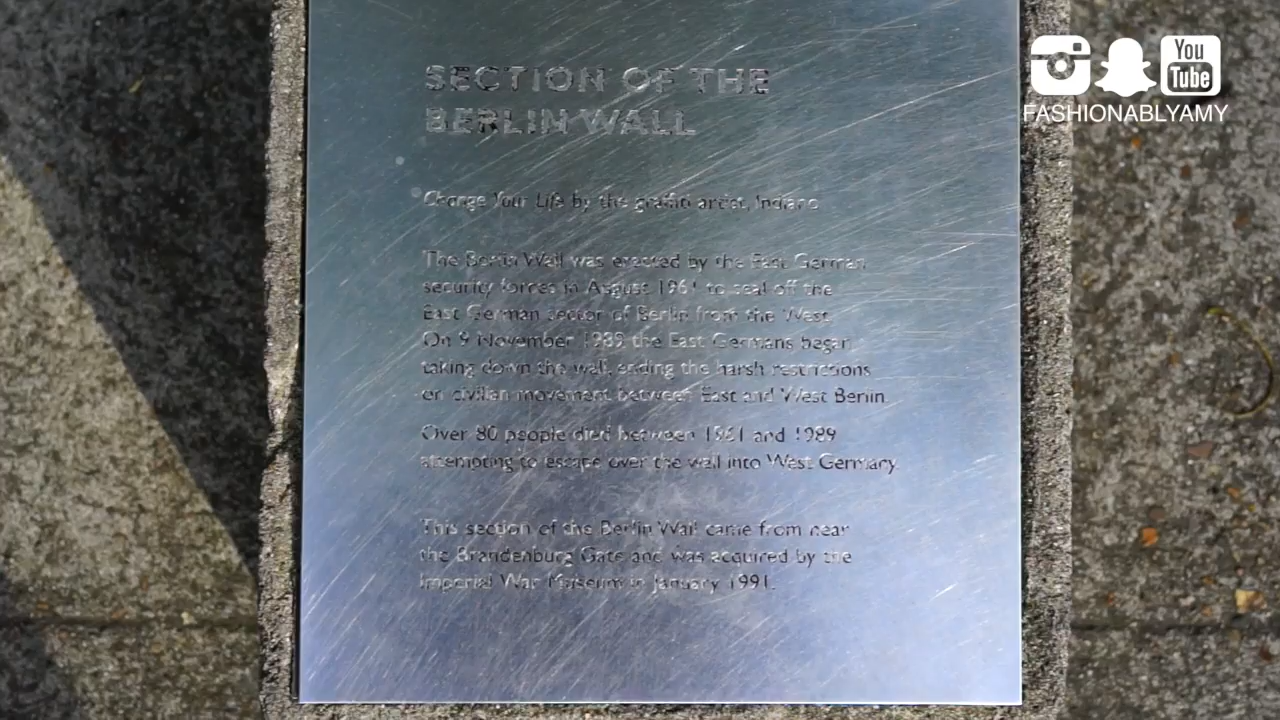 SECTION OF THE
BERLIN WALL
Change Your Life by the graffiti artist, Indiano
The Berlin Wall was erected by the East German
security forces in August 1961 to seal off the
East German sector of Berlin from the West.
On 9 November 1989 the East Germans began
taking down the wall, ending the harsh restrictions
on civilian movement between East and West Berlin.
Over 80 people died between 1961 and 1989
attempting to escape over the wall into West Germany.
This section of the Berlin Wall came from near
the Brandenburg Gate and was acquired by the
Imperial War Museum in January 1991.
You
Tube
FASHIONABLYAMY